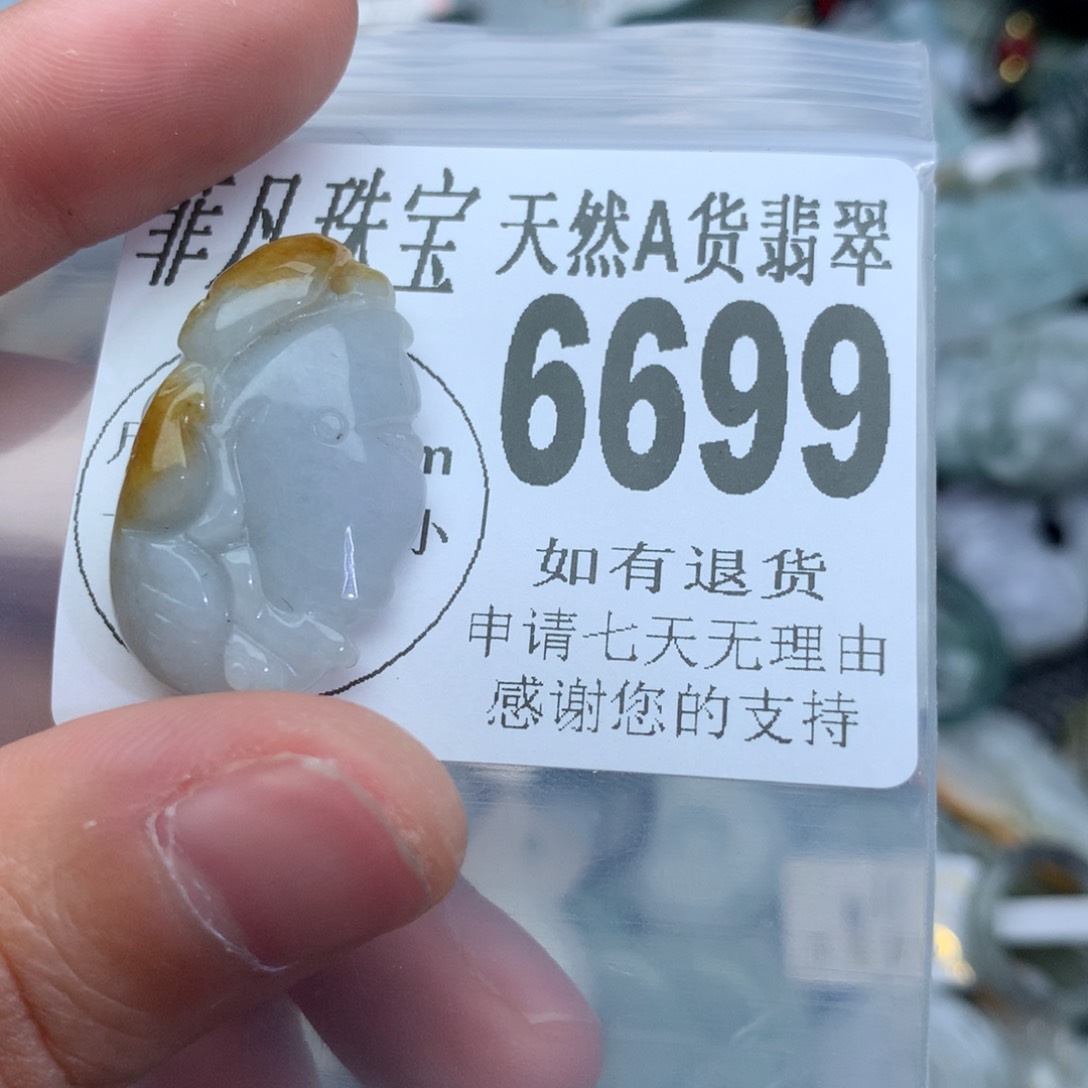 菲凡珠宝 天然A货翡翠
6699
m
小
如有退货
申请七天无理由
感谢您的支持